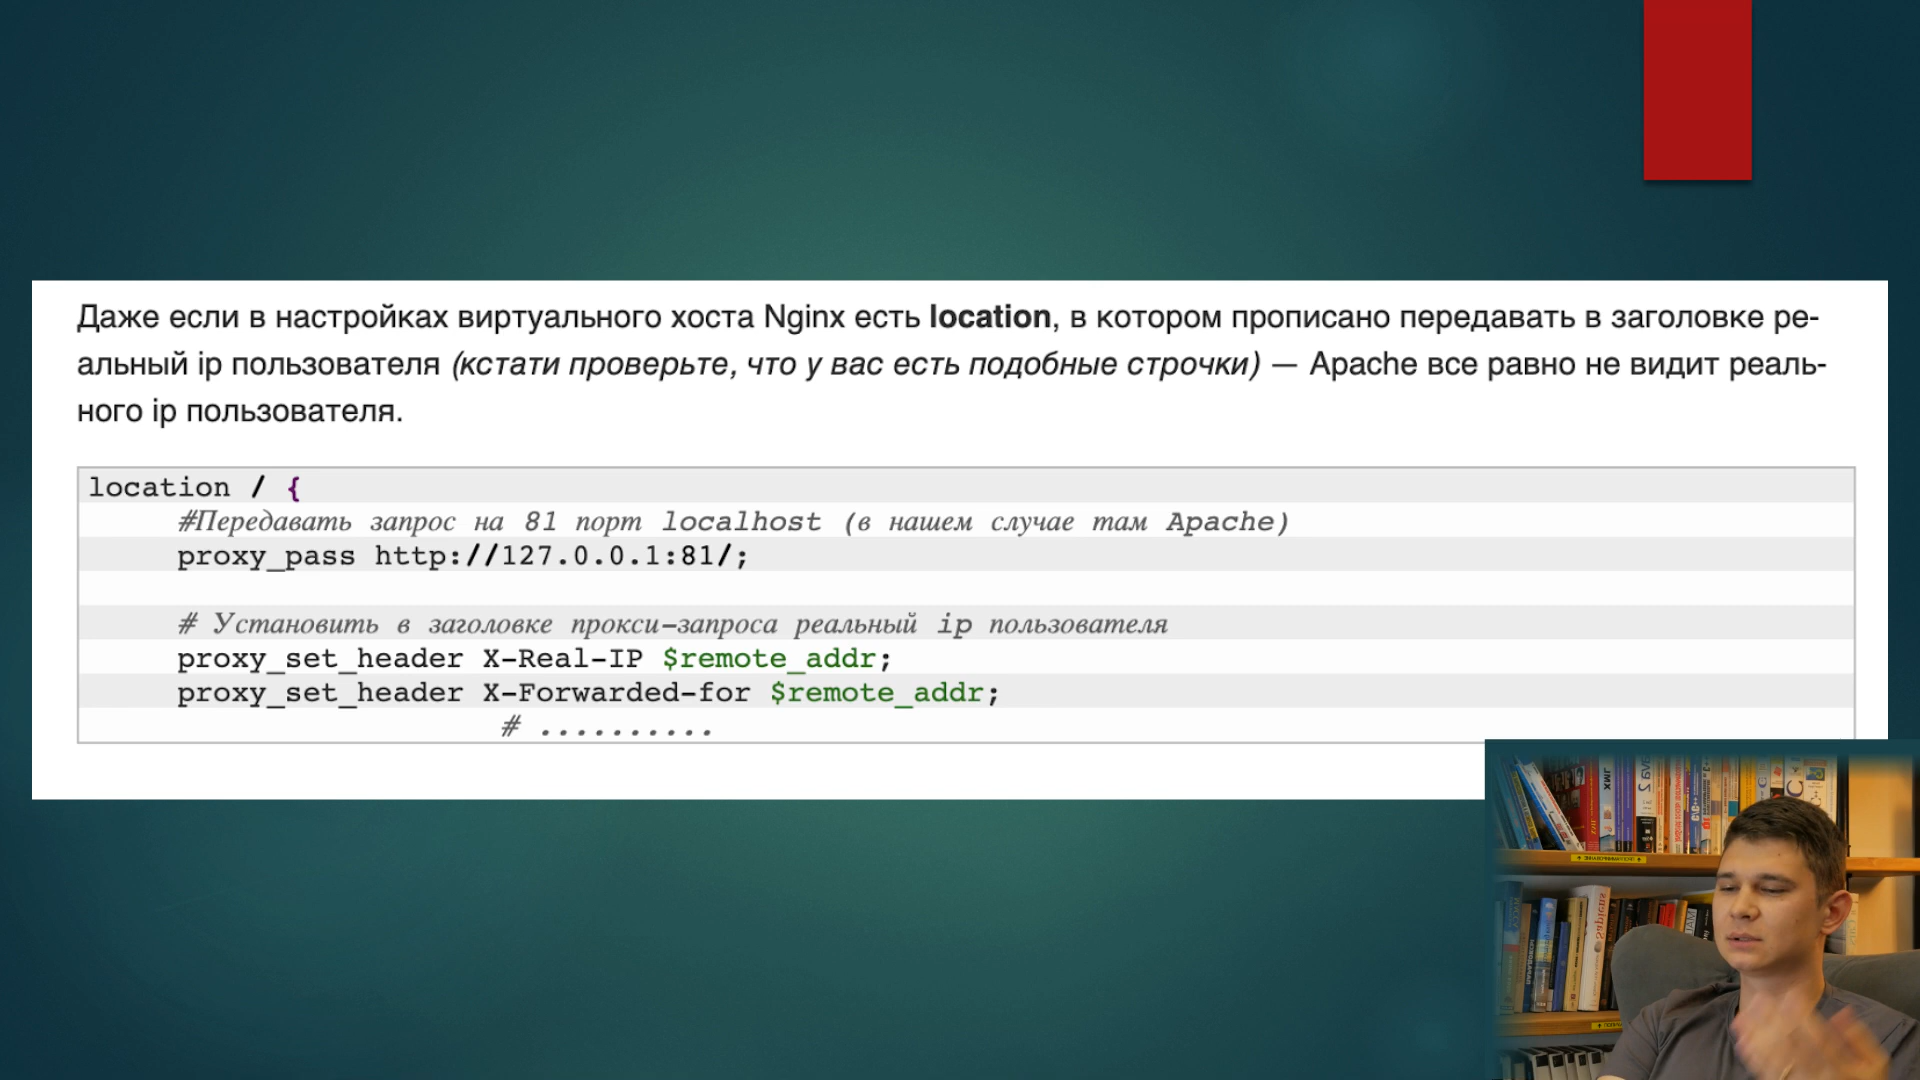 Даже если в настройках виртуального хоста Nginx есть location, в котором прописано передавать в заголовке ре-
альный ip пользователя (кстати проверьте, что у вас есть подобные строчки) — Apache все равно не видит реаль-
ного ip пользователя.
location / {
#Передавать запрос на 81 порт localhost (в нашем случае там Apache)
proxy_pass http://127.0.0.1:81/;
# Установить в заголовке прокси-запроса реальный ip пользователя
proxy_set_header X-Real-IP $remote_addr;
proxy_set_header X-Forwarded-for $remote_addr;
# ..........
XML
Sapiens